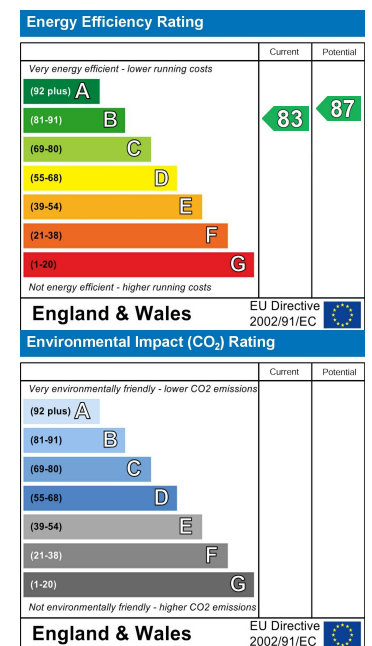 Energy Efficiency Rating
Current Potential
Very energy efficient - lower running costs
(92 plus) A
(81-91) B
83 87
(69-80) C
(55-68) D
(39-54) E
(21-38) F
(1-20) G
Not energy efficient - higher running costs
England & Wales EU Directive 2002/91/EC
Environmental Impact (CO₂) Rating
Current Potential
Very environmentally friendly - lower CO2 emissions
(92 plus) A
(81-91) B
(69-80) C
(55-68) D
(39-54) E
(21-38) F
(1-20) G
Not environmentally friendly - higher CO2 emissions
England & Wales EU Directive 2002/91/EC